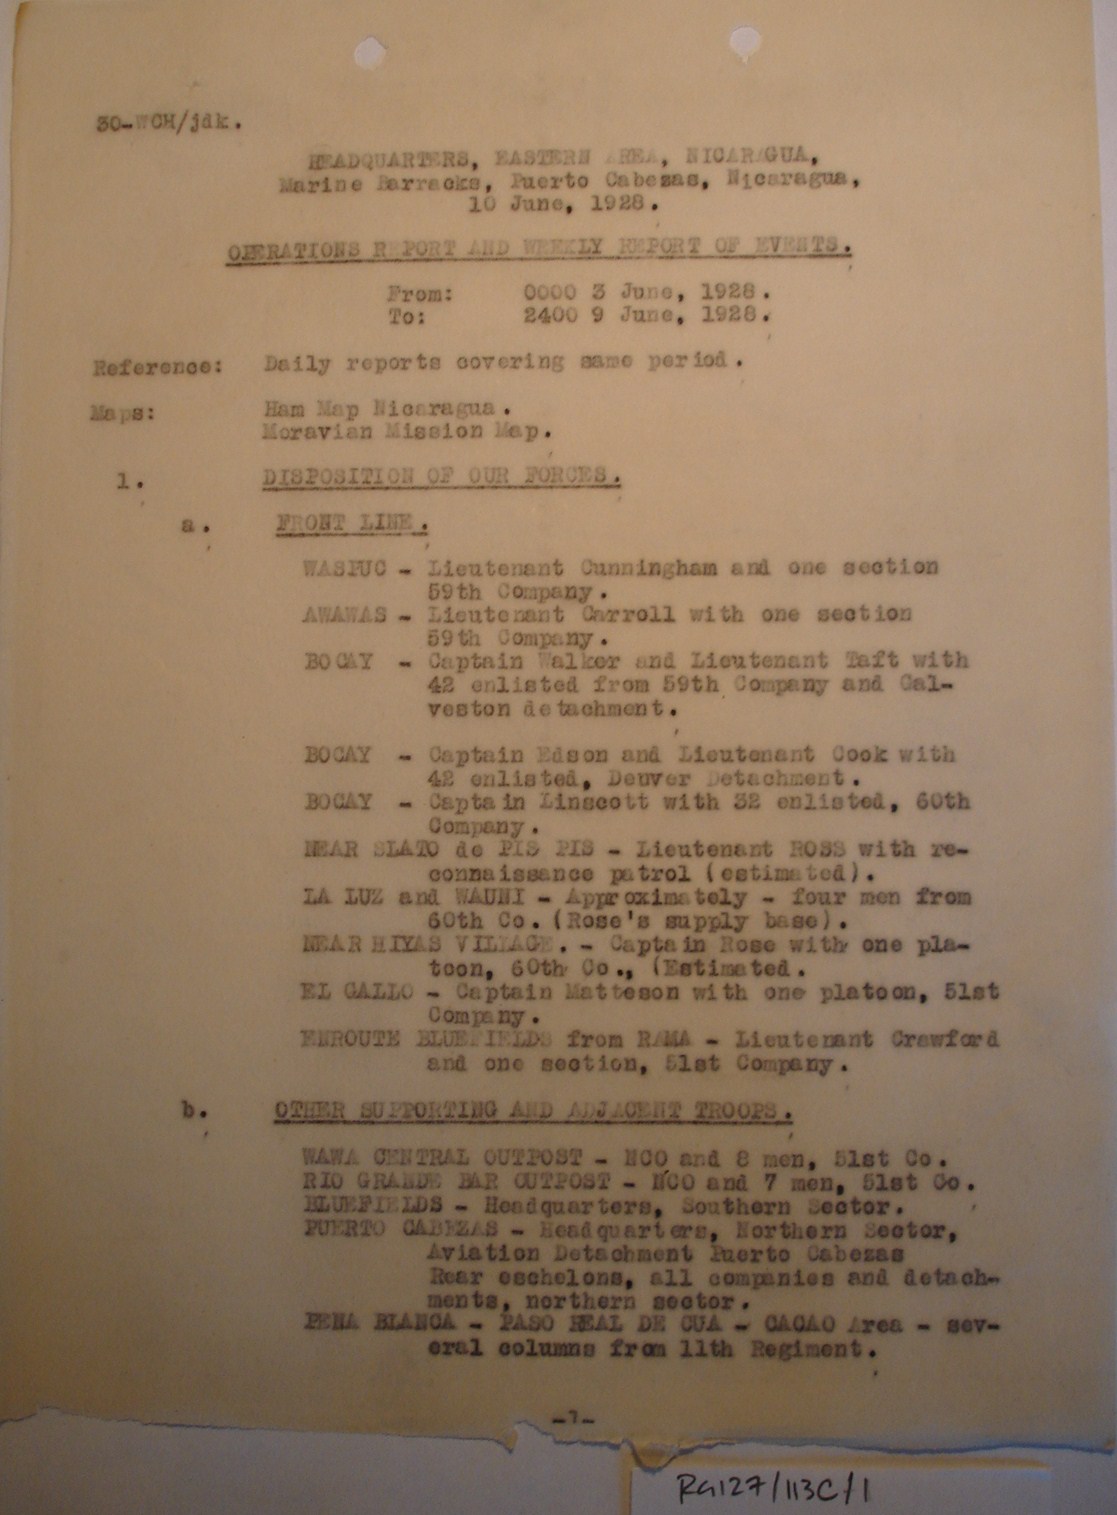 30-WCH/jdk.
HEADQUARTERS, EASTERN AREA, NICARAGUA,
Marine Barracks, Puerto Cabezas, Nicaragua,
10 June, 1928.
OPERATIONS REPORT AND WEEKLY REPORT OF EVENTS.
From: 0000 3 June, 1928.
To: 2400 9 June, 1928.
Reference: Daily reports covering same period.
Maps: Ham Map Nicaragua.
Moravian Mission Map.
1. DISPOSITION OF OUR FORCES.
a. FRONT LINE.
WASPUC - Lieutenant Cunningham and one section
59th Company.
AWAWAS - Lieutenant Carroll with one section
59th Company.
BOCAY - Captain Walker and Lieutenant Taft with
42 enlisted from 59th Company and Gal-
veston detachment.
BOCAY - Captain Edson and Lieutenant Cook with
42 enlisted, Denver Detachment.
BOCAY - Captain Linscott with 32 enlisted, 60th
Company.
NEAR SLATO de PIS PIS - Lieutenant ROSS with re-
connaissance patrol (estimated).
LA LUZ and WAUNI - Approximately - four men from
60th Co. (Rose's supply base).
NEAR HIYAS VILLAGE. - Captain Rose with one pla-
toon, 60th Co., (Estimated.
EL GALLO - Captain Matteson with one platoon, 51st
Company.
ENROUTE BLUEFIELDS from RAMA - Lieutenant Crawford
and one section, 51st Company.
b. OTHER SUPPORTING AND ADJACENT TROOPS.
WAWA CENTRAL OUTPOST - NCO and 8 men, 51st Co.
RIO GRANDE BAR OUTPOST - NCO and 7 men, 51st Co.
BLUEFIELDS - Headquarters, Southern Sector.
PUERTO CABEZAS - Headquarters, Northern Sector,
Aviation Detachment Puerto Cabezas
Rear eschelons, all companies and detach-
ments, northern sector.
PENA BLANCA - PASO REAL DE CUA - CACAO Area - sev-
eral columns from 11th Regiment.
-1-
RG127/113C/1